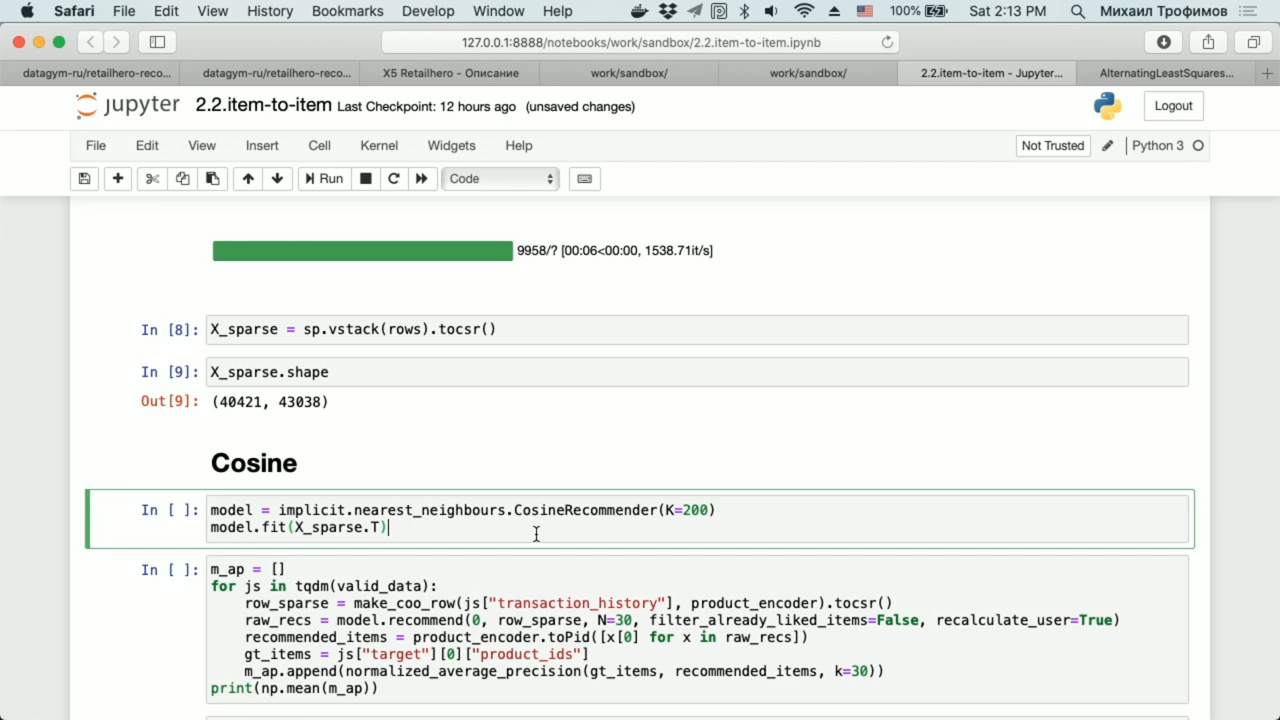 Safari File Edit View History Bookmarks Develop Window Help 100% Sat 2:13 PM Михаил Трофимов
127.0.0.1:8888/notebooks/work/sandbox/2.2.item-to-item.ipynb
datagym-ru/retailhero-reco... datagym-ru/retailhero-reco... X5 Retailhero - Описание work/sandbox/ work/sandbox/ 2.2.item-to-item - Jupyter... AlternatingLeastSquares...
jupyter 2.2.item-to-item Last Checkpoint: 12 hours ago (unsaved changes) Logout
File Edit View Insert Cell Kernel Widgets Help Not Trusted Python 3
Run Code
9958/? [00:06<00:00, 1538.71it/s]
In [8]: X_sparse = sp.vstack(rows).tocsr()
In [9]: X_sparse.shape
Out[9]: (40421, 43038)
Cosine
In [ ]: model = implicit.nearest_neighbours.CosineRecommender(K=200)
model.fit(X_sparse.T)
In [ ]: m_ap = []
for js in tqdm(valid_data):
row_sparse = make_coo_row(js["transaction_history"], product_encoder).tocsr()
raw_recs = model.recommend(0, row_sparse, N=30, filter_already_liked_items=False, recalculate_user=True)
recommended_items = product_encoder.toPid([x[0] for x in raw_recs])
gt_items = js["target"][0]["product_ids"]
m_ap.append(normalized_average_precision(gt_items, recommended_items, k=30))
print(np.mean(m_ap))